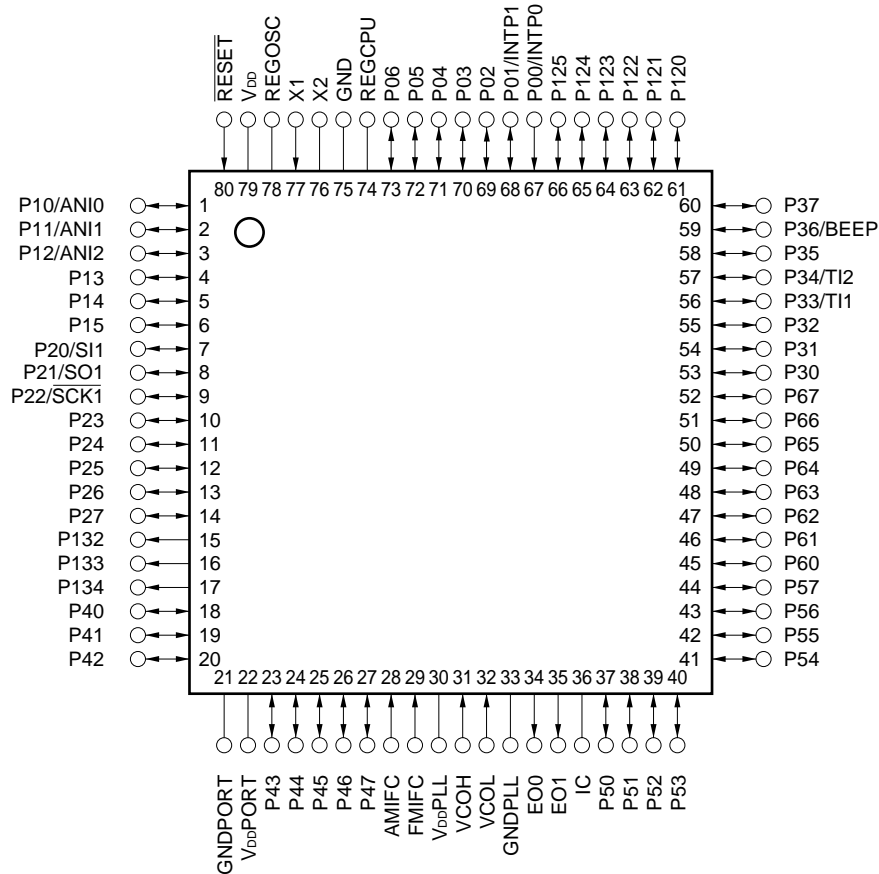 RESET
VDD
REGOSC
X1
X2
GND
REGCPU
P06
P05
P04
P03
P02
P01/INTP1
P00/INTP0
P125
P124
P123
P122
P121
P120
80 79 78 77 76 75 74 73 72 71 70 69 68 67 66 65 64 63 62 61
P10/ANI0 1
P11/ANI1 2
P12/ANI2 3
P13 4
P14 5
P15 6
P20/SI1 7
P21/SO1 8
P22/SCK1 9
P23 10
P24 11
P25 12
P26 13
P27 14
P132 15
P133 16
P134 17
P40 18
P41 19
P42 20
60 P37
59 P36/BEEP
58 P35
57 P34/TI2
56 P33/TI1
55 P32
54 P31
53 P30
52 P67
51 P66
50 P65
49 P64
48 P63
47 P62
46 P61
45 P60
44 P57
43 P56
42 P55
41 P54
21 22 23 24 25 26 27 28 29 30 31 32 33 34 35 36 37 38 39 40
GNDPORT
VDDPORT
P43
P44
P45
P46
P47
AMIFC
FMIFC
VDDPLL
VCOH
VCOL
GNDPLL
EO0
EO1
IC
P50
P51
P52
P53